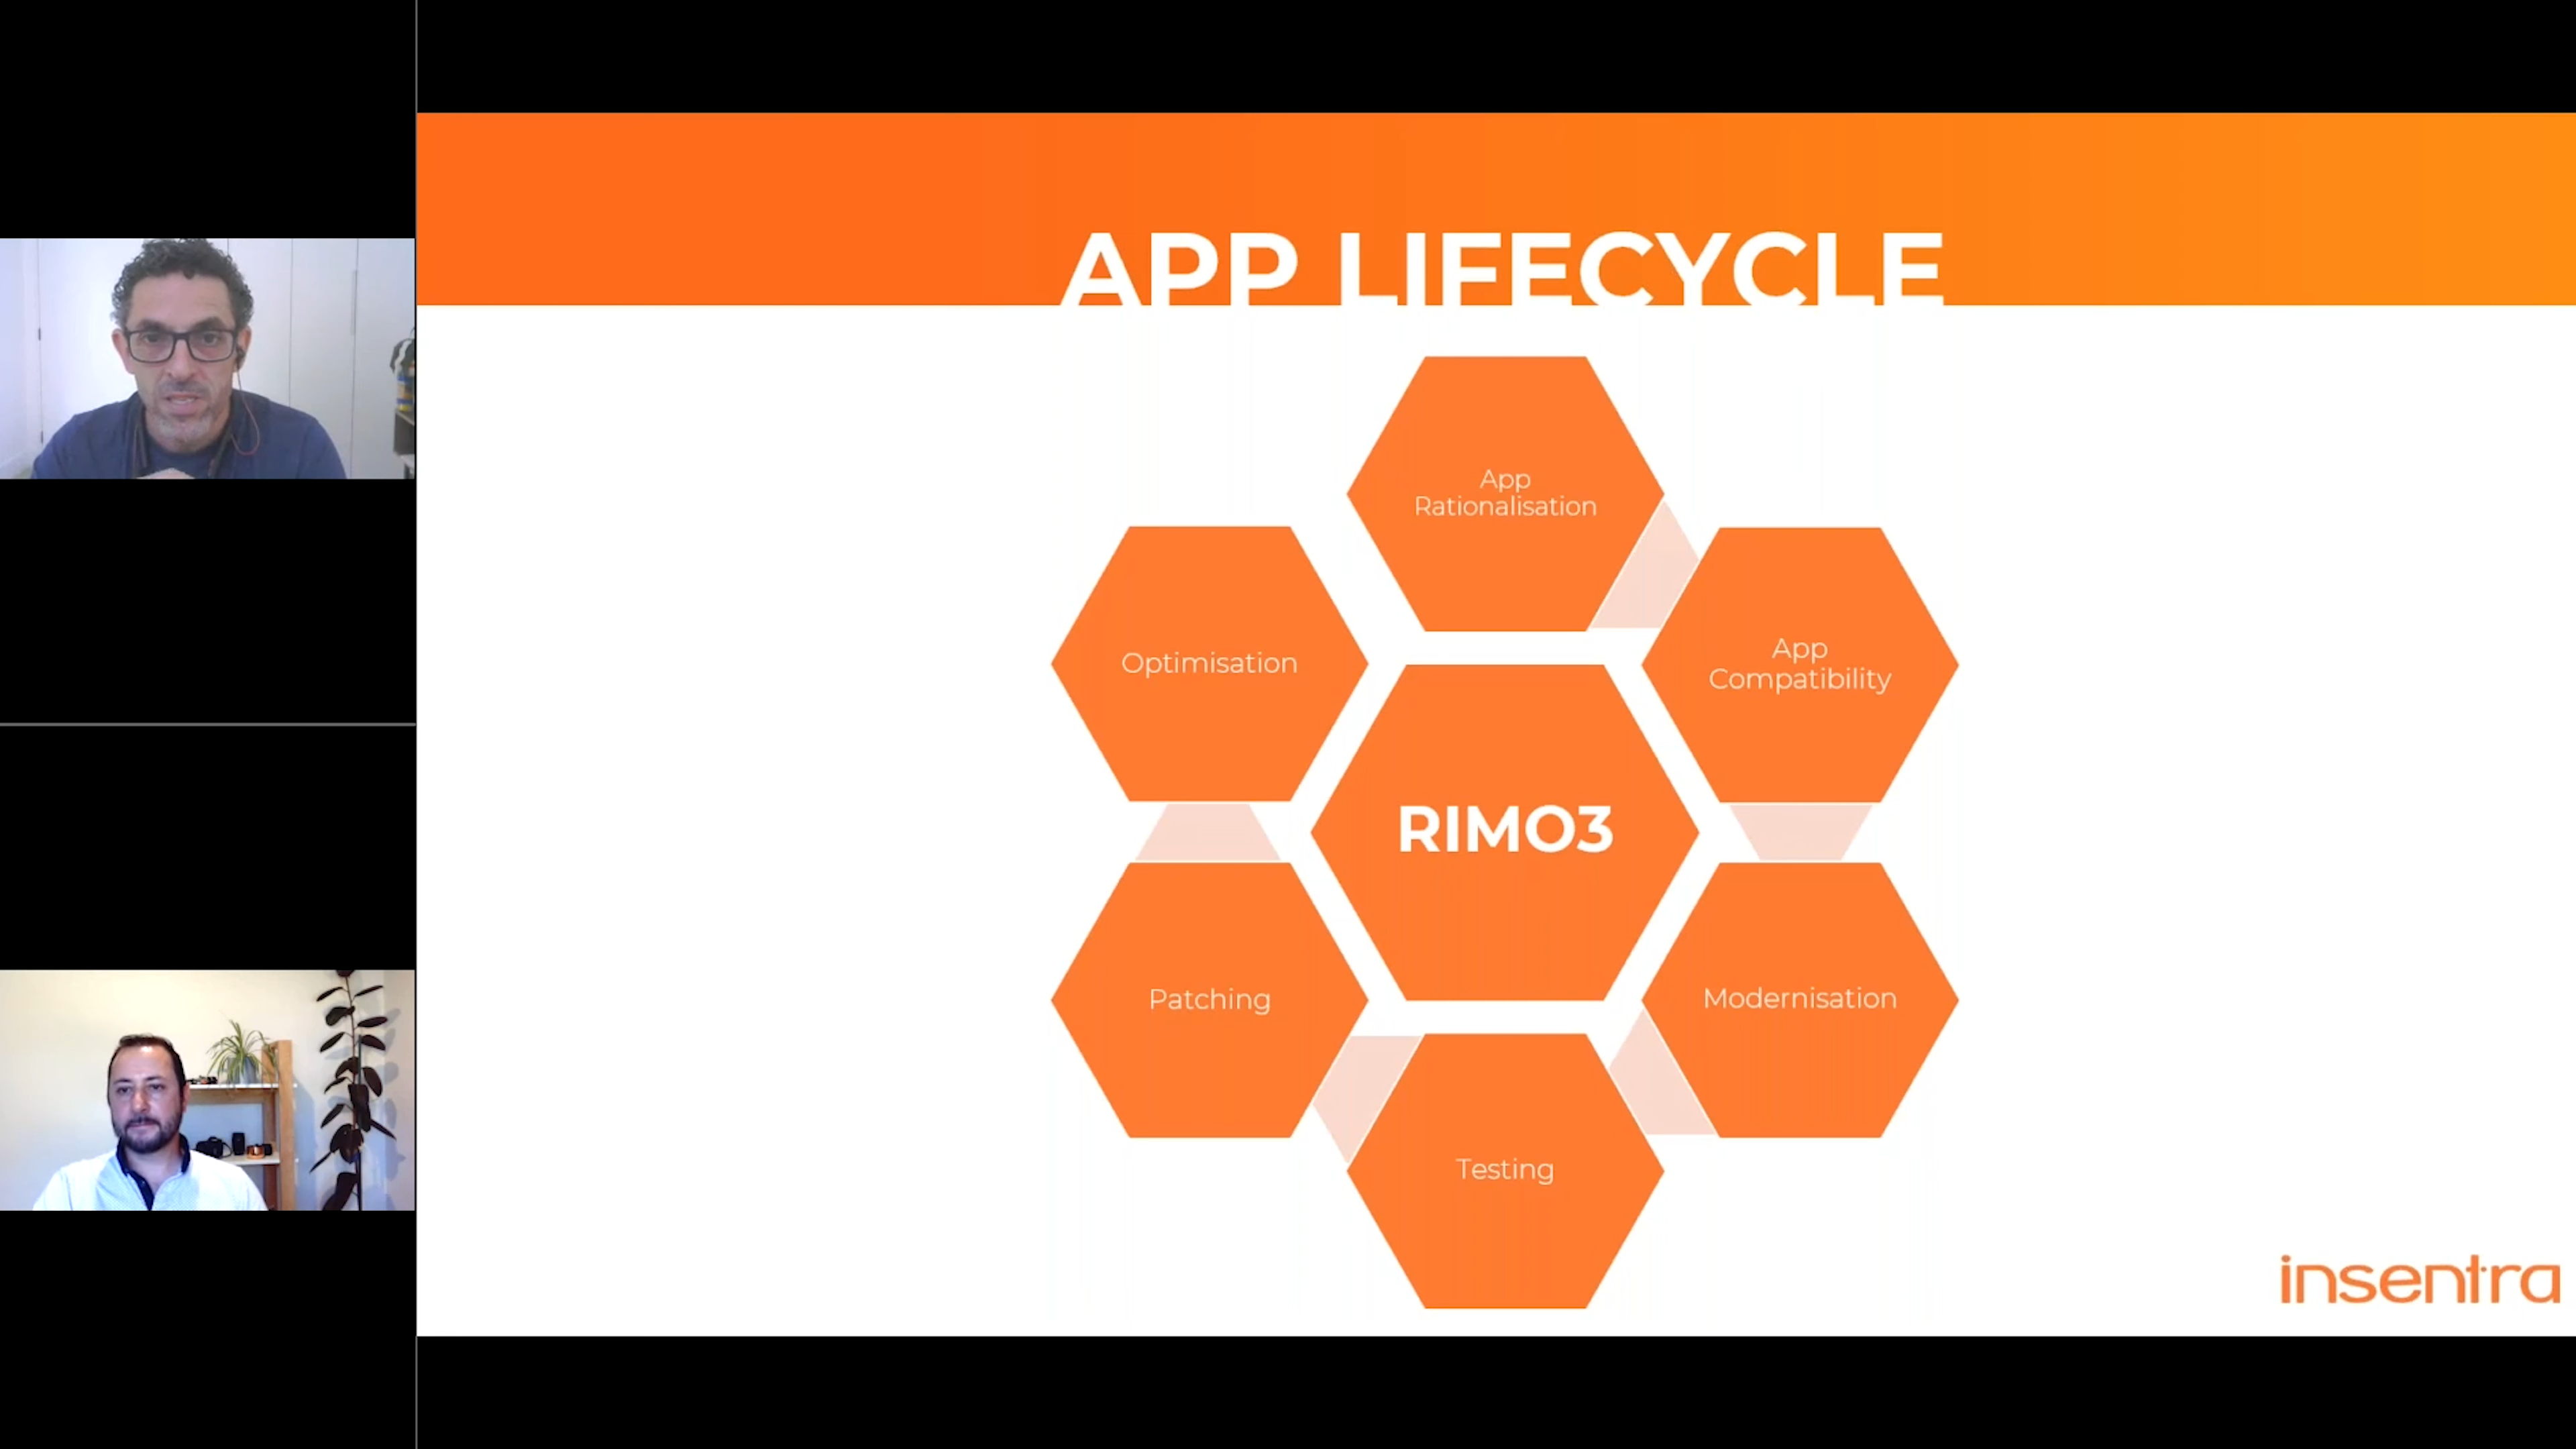 APP LIFECYCLE
App
Rationalisation
App
Compatibility
Modernisation
Testing
Patching
Optimisation
RIMO3
insentra